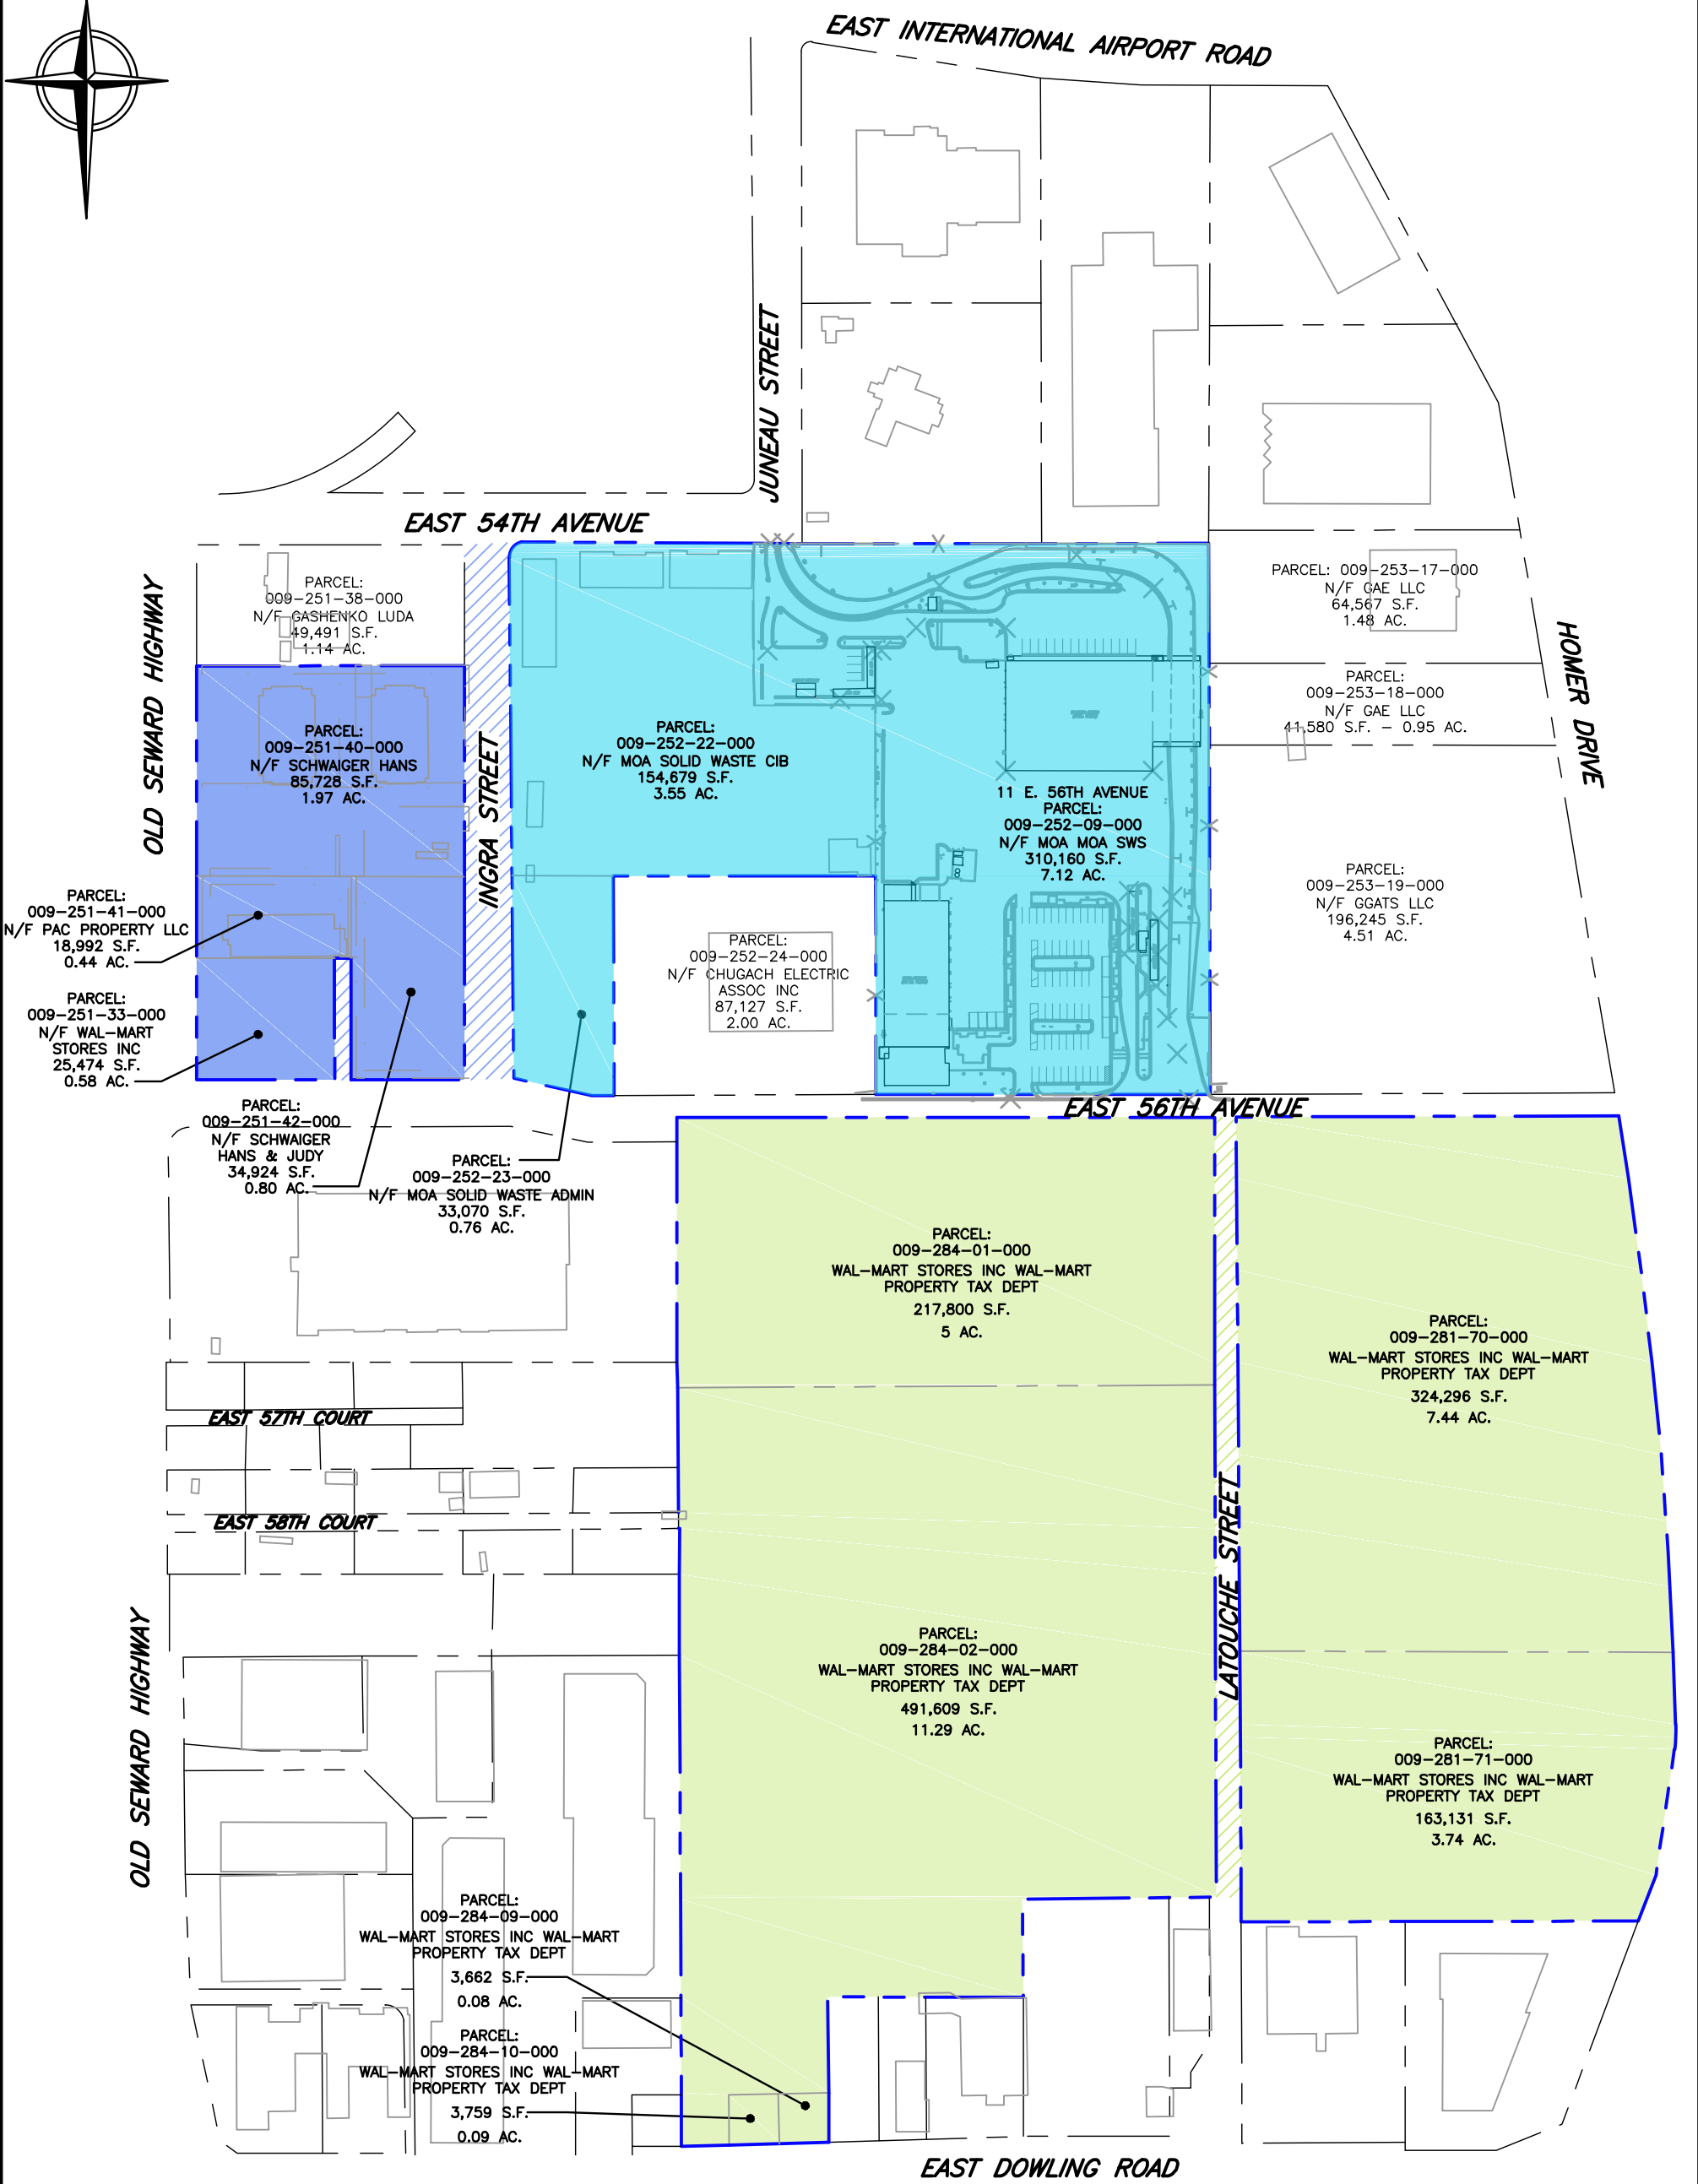 EAST INTERNATIONAL AIRPORT ROAD
JUNEAU STREET
EAST 54TH AVENUE
OLD SEWARD HIGHWAY
INGRA STREET
HOMER DRIVE
PARCEL:
009-251-38-000
N/F GASHENKO LUDA
49,491 S.F.
1.14 AC.
PARCEL: 009-253-17-000
N/F GAE LLC
64,567 S.F.
1.48 AC.
PARCEL:
009-253-18-000
N/F GAE LLC
41,580 S.F. - 0.95 AC.
PARCEL:
009-251-40-000
N/F SCHWAIGER HANS
85,728 S.F.
1.97 AC.
PARCEL:
009-252-22-000
N/F MOA SOLID WASTE CIB
154,679 S.F.
3.55 AC.
11 E. 56TH AVENUE
PARCEL:
009-252-09-000
N/F MOA MOA SWS
310,160 S.F.
7.12 AC.
PARCEL:
009-253-19-000
N/F GGATS LLC
196,245 S.F.
4.51 AC.
PARCEL:
009-251-41-000
N/F PAC PROPERTY LLC
18,992 S.F.
0.44 AC.
PARCEL:
009-252-24-000
N/F CHUGACH ELECTRIC
ASSOC INC
87,127 S.F.
2.00 AC.
PARCEL:
009-251-33-000
N/F WAL-MART
STORES INC
25,474 S.F.
0.58 AC.
EAST 56TH AVENUE
PARCEL:
009-251-42-000
N/F SCHWAIGER
HANS & JUDY
34,924 S.F.
0.80 AC.
PARCEL:
009-252-23-000
N/F MOA SOLID WASTE ADMIN
33,070 S.F.
0.76 AC.
PARCEL:
009-284-01-000
WAL-MART STORES INC WAL-MART
PROPERTY TAX DEPT
217,800 S.F.
5 AC.
PARCEL:
009-281-70-000
WAL-MART STORES INC WAL-MART
PROPERTY TAX DEPT
324,296 S.F.
7.44 AC.
EAST 57TH COURT
EAST 58TH COURT
LATOUCHE STREET
OLD SEWARD HIGHWAY
PARCEL:
009-284-02-000
WAL-MART STORES INC WAL-MART
PROPERTY TAX DEPT
491,609 S.F.
11.29 AC.
PARCEL:
009-281-71-000
WAL-MART STORES INC WAL-MART
PROPERTY TAX DEPT
163,131 S.F.
3.74 AC.
PARCEL:
009-284-09-000
WAL-MART STORES INC WAL-MART
PROPERTY TAX DEPT
3,662 S.F.
0.08 AC.
PARCEL:
009-284-10-000
WAL-MART STORES INC WAL-MART
PROPERTY TAX DEPT
3,759 S.F.
0.09 AC.
EAST DOWLING ROAD